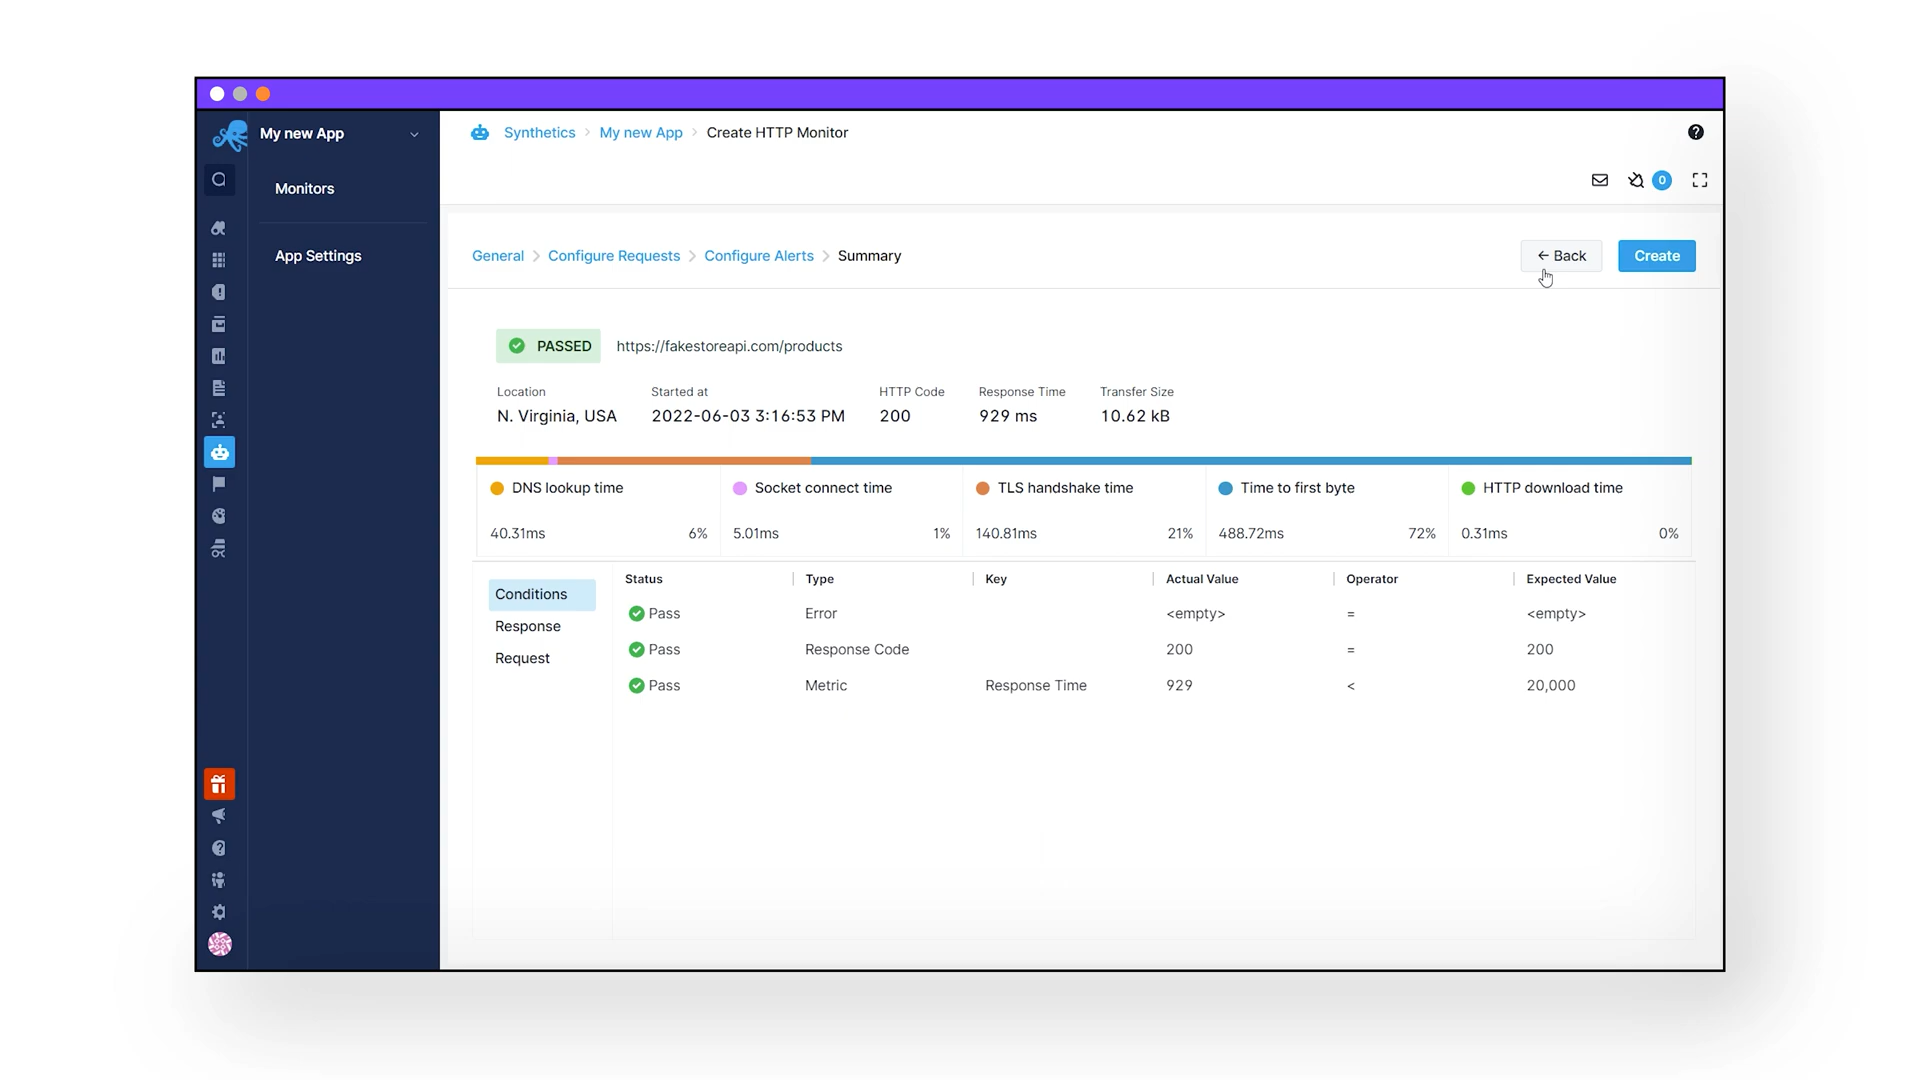 My new App
Synthetics > My new App > Create HTTP Monitor
Monitors
0
App Settings
General > Configure Requests > Configure Alerts > Summary
← Back
Create
PASSED
https://fakestoreapi.com/products
Location
Started at
HTTP Code
Response Time
Transfer Size
N. Virginia, USA
2022-06-03 3:16:53 PM
200
929 ms
10.62 kB
DNS lookup time
Socket connect time
TLS handshake time
Time to first byte
HTTP download time
40.31ms 6%
5.01ms 1%
140.81ms 21%
488.72ms 72%
0.31ms 0%
Conditions
Response
Request
Status Type Key Actual Value Operator Expected Value
Pass Error <empty> = <empty>
Pass Response Code 200 = 200
Pass Metric Response Time 929 < 20,000